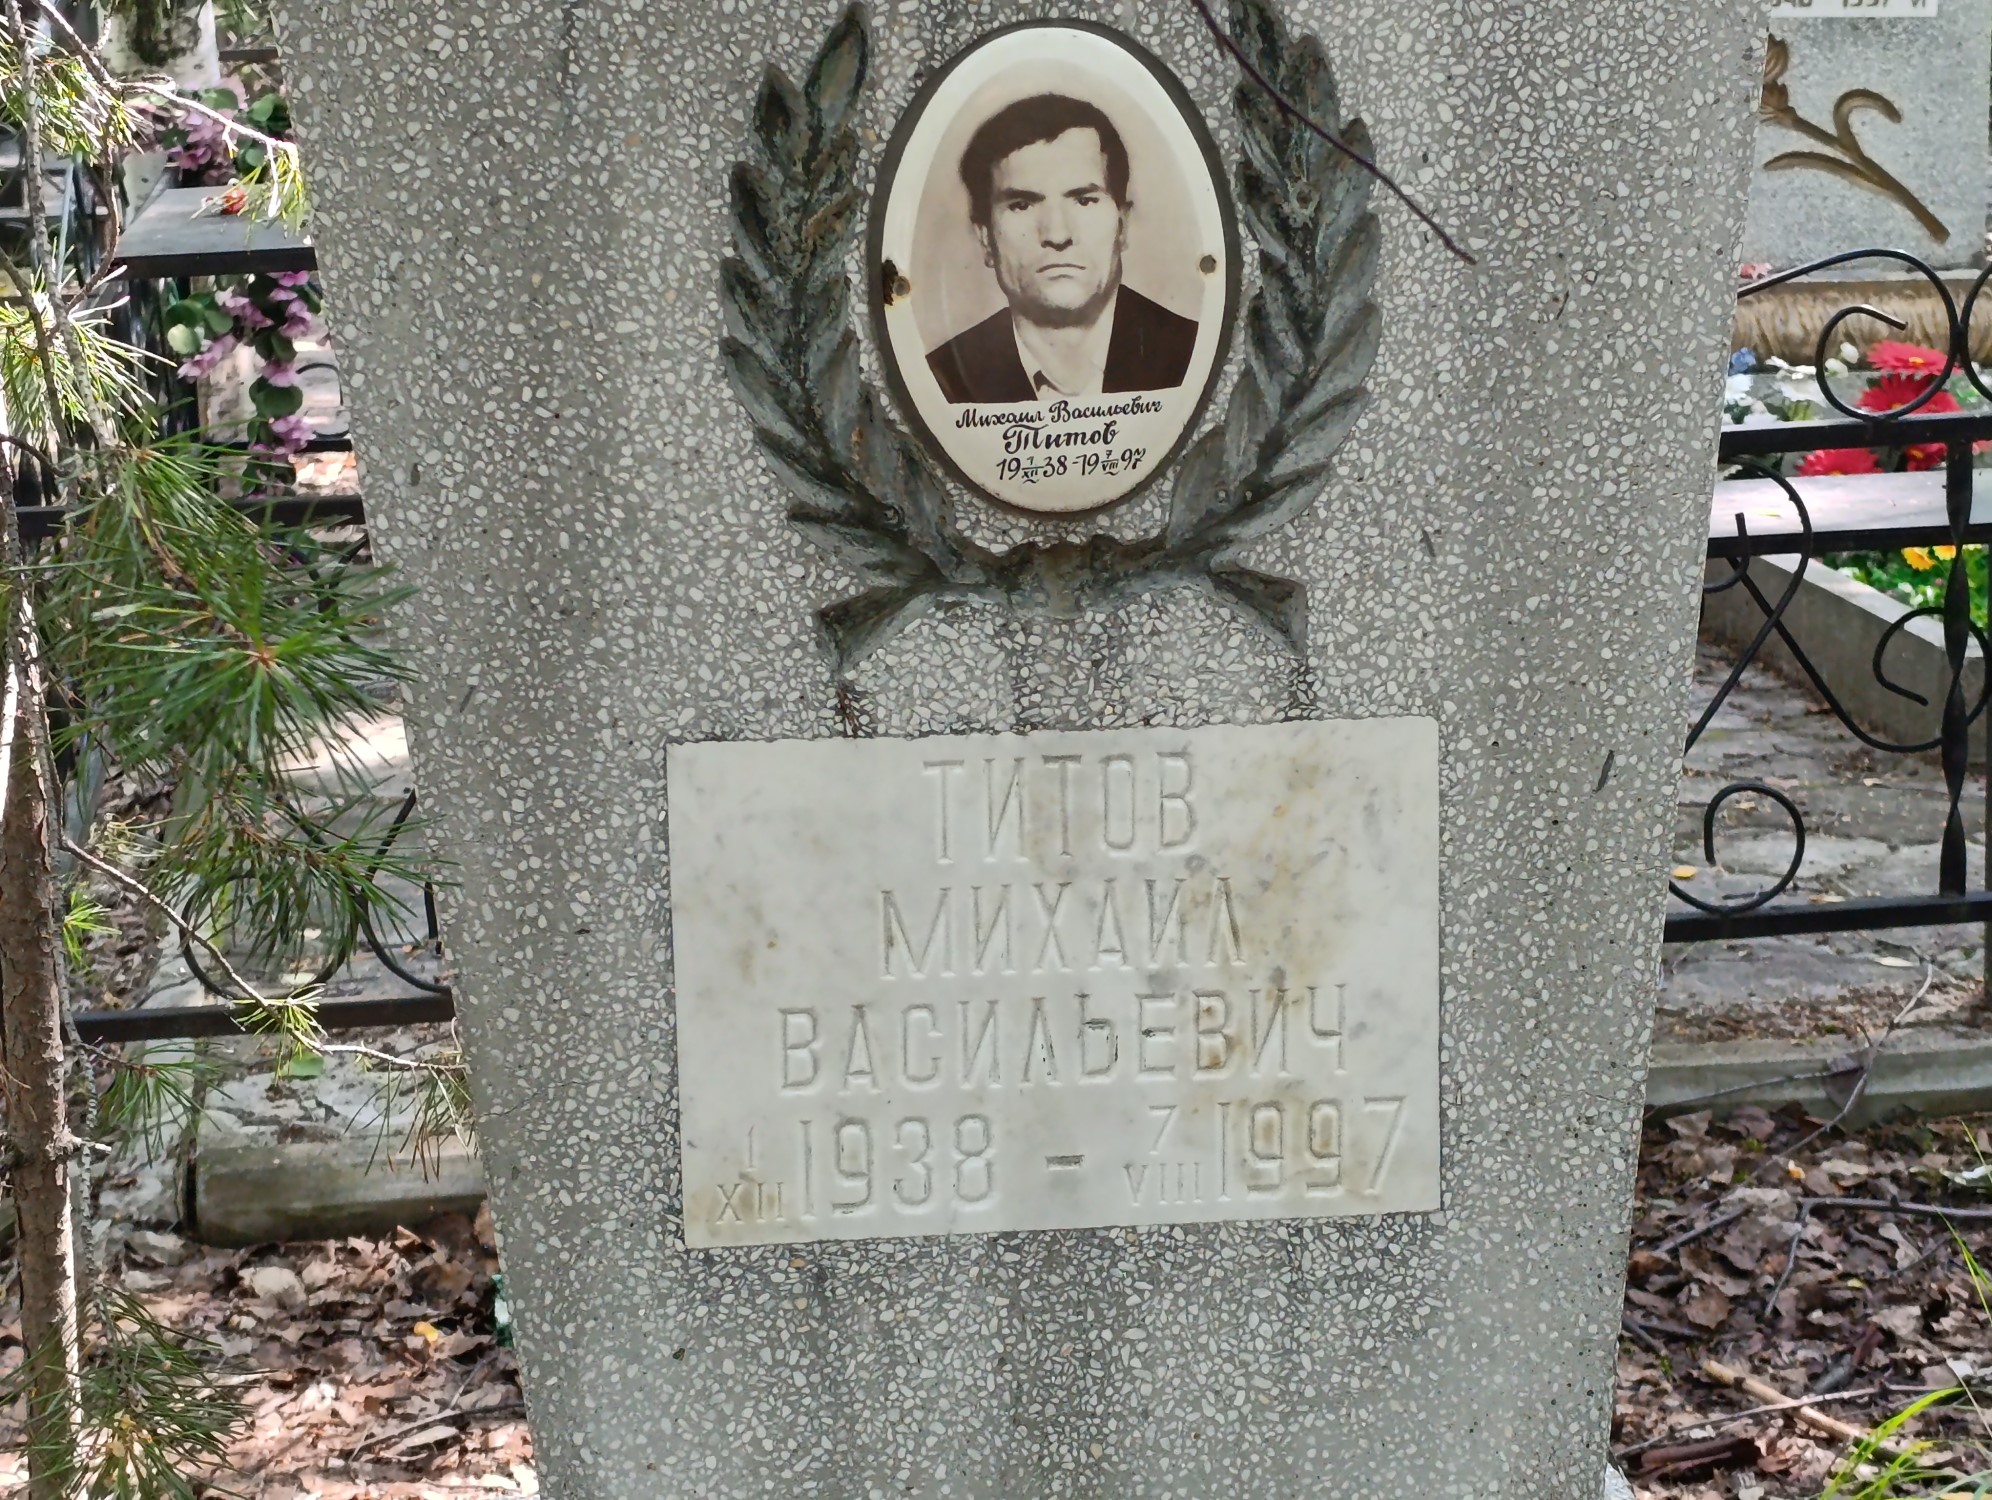 Михаил Васильевич
Титов
19 1/XII 38-19 7/VIII 97
ТИТОВ
МИХАИЛ
ВАСИЛЬЕВИЧ
1/XII 1938 - 7/VIII 1997